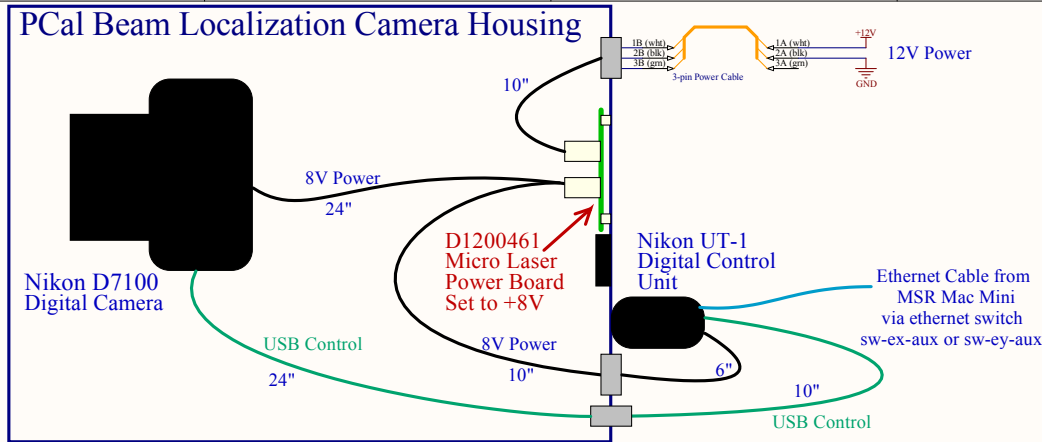 PCal Beam Localization Camera Housing
1B (wht)
2B (blk)
3B (grn)
1A (wht)
2A (blk)
3A (grn)
+12V
GND
12V Power
3-pin Power Cable
10"
8V Power
24"
D1200461
Micro Laser
Power Board
Set to +8V
Nikon UT-1
Digital Control
Unit
Nikon D7100
Digital Camera
Ethernet Cable from
MSR Mac Mini
via ethernet switch
sw-ex-aux or sw-ey-aux
USB Control
24"
8V Power
10"
6"
10"
USB Control